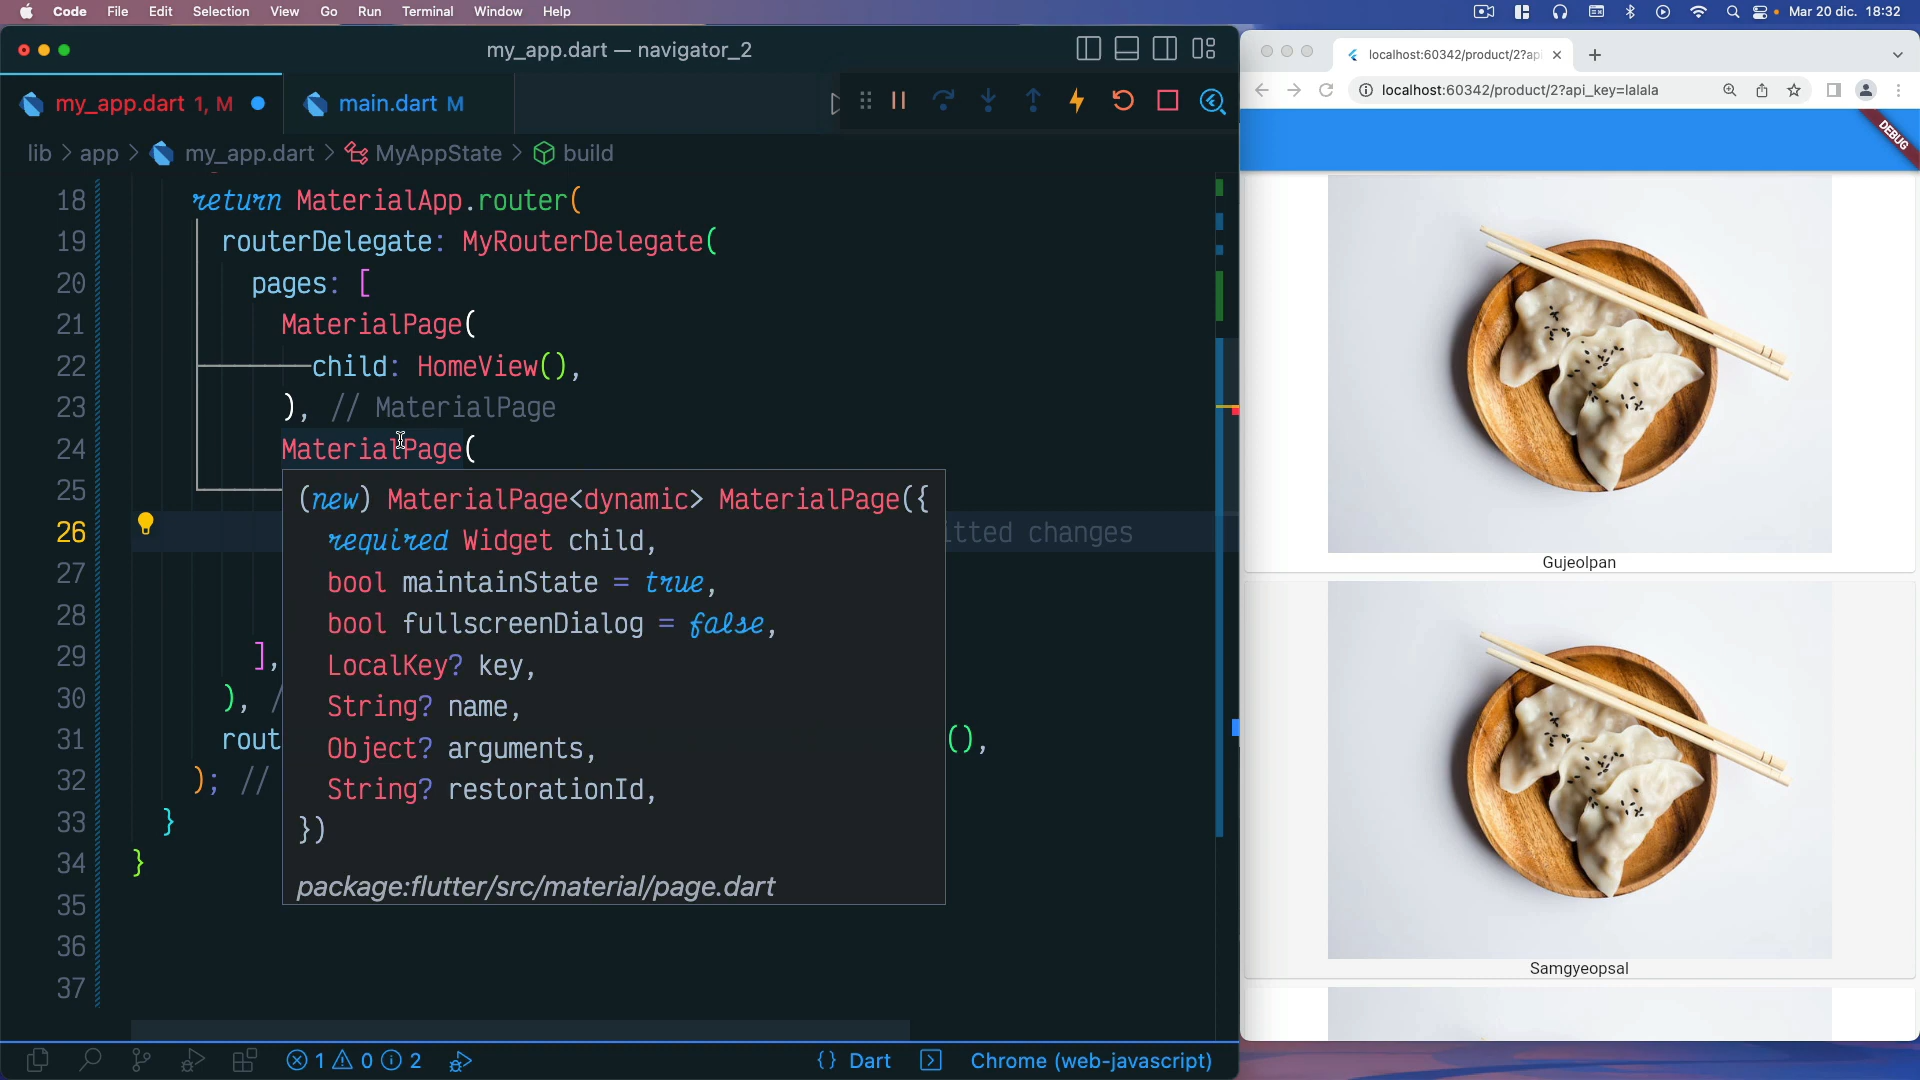 Code File Edit Selection View Go Run Terminal Window Help
Mar 20 dic. 18:32
my_app.dart — navigator_2
my_app.dart 1, M
main.dart M
lib > app > my_app.dart > MyAppState > build
18 return MaterialApp.router(
19 routerDelegate: MyRouterDelegate(
20 pages: [
21 MaterialPage(
22 child: HomeView(),
23 ), // MaterialPage
24 MaterialPage(
25
26 itted changes
27
28
29 ],
30 ), /
31 rout (),
32 ); //
33 }
34 }
35
36
37
(new) MaterialPage<dynamic> MaterialPage({
required Widget child,
bool maintainState = true,
bool fullscreenDialog = false,
LocalKey? key,
String? name,
Object? arguments,
String? restorationId,
})
package:flutter/src/material/page.dart
1 0 2
{} Dart
Chrome (web-javascript)
localhost:60342/product/2?api
localhost:60342/product/2?api_key=lalala
DEBUG
Gujeolpan
Samgyeopsal